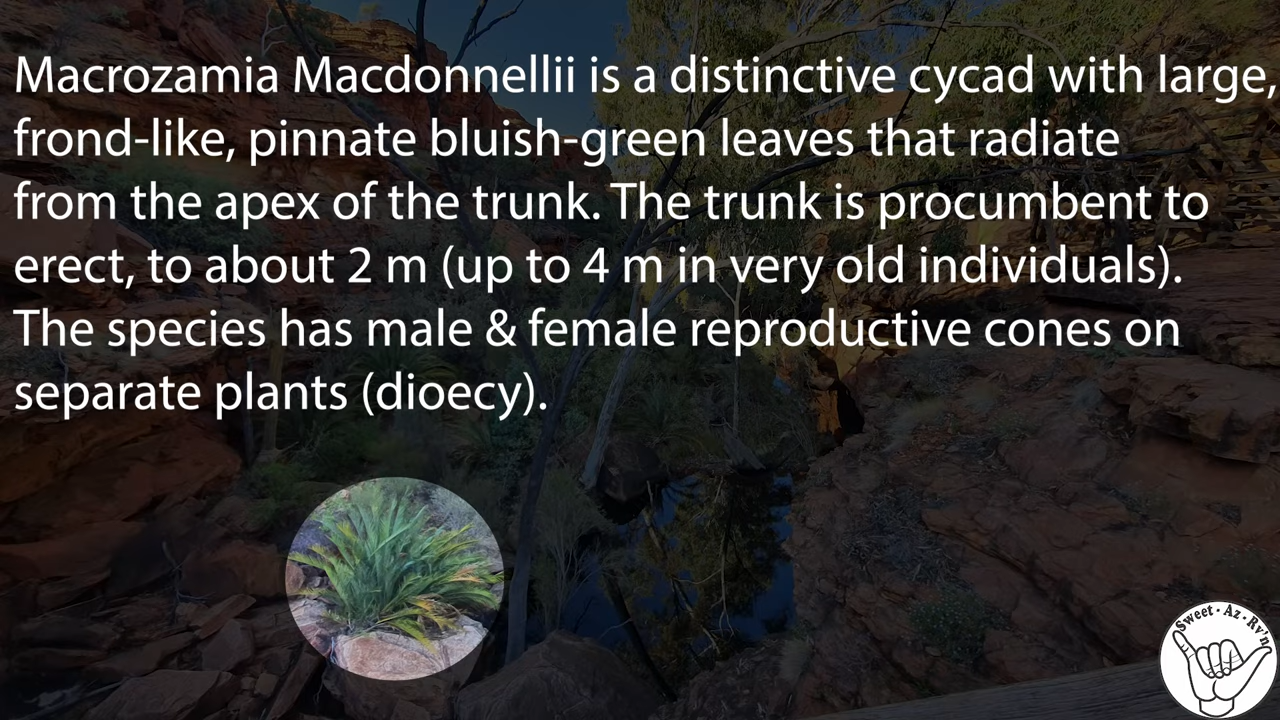 Macrozamia Macdonnellii is a distinctive cycad with large,
frond-like, pinnate bluish-green leaves that radiate
from the apex of the trunk. The trunk is procumbent to
erect, to about 2 m (up to 4 m in very old individuals).
The species has male & female reproductive cones on
separate plants (dioecy).
Sweet · Az · Rv'n